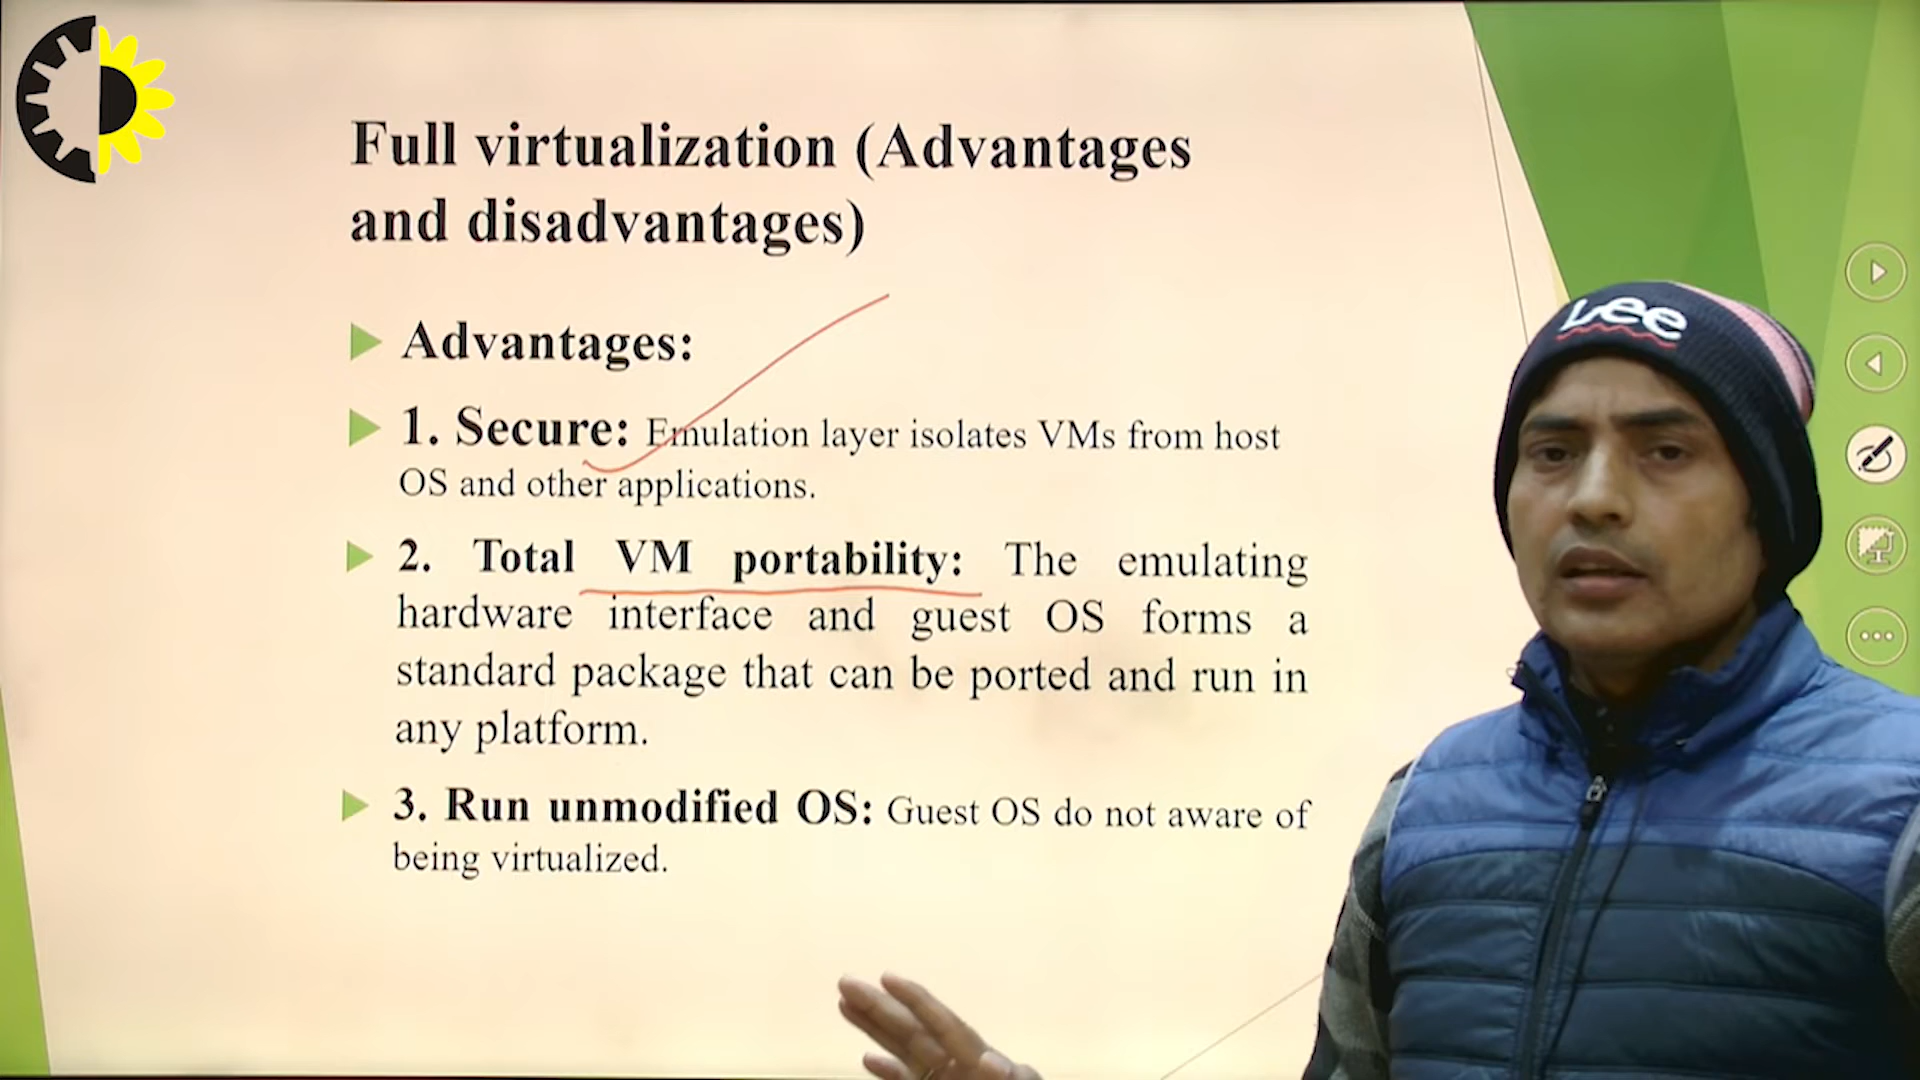 Full virtualization (Advantages
and disadvantages)
Advantages:
1. Secure: Emulation layer isolates VMs from host
OS and other applications.
2. Total VM portability: The emulating
hardware interface and guest OS forms a
standard package that can be ported and run in
any platform.
3. Run unmodified OS: Guest OS do not aware of
being virtualized.
Lee